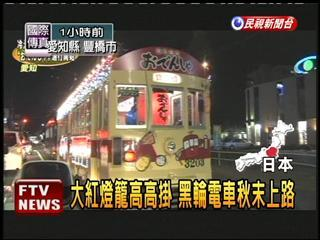 國際傳真
1小時前
愛知縣 豐橋市
愛知
民視新聞台
おでんしゃ
3203
日本
FTV NEWS
大紅燈籠高高掛 黑輪電車秋末上路